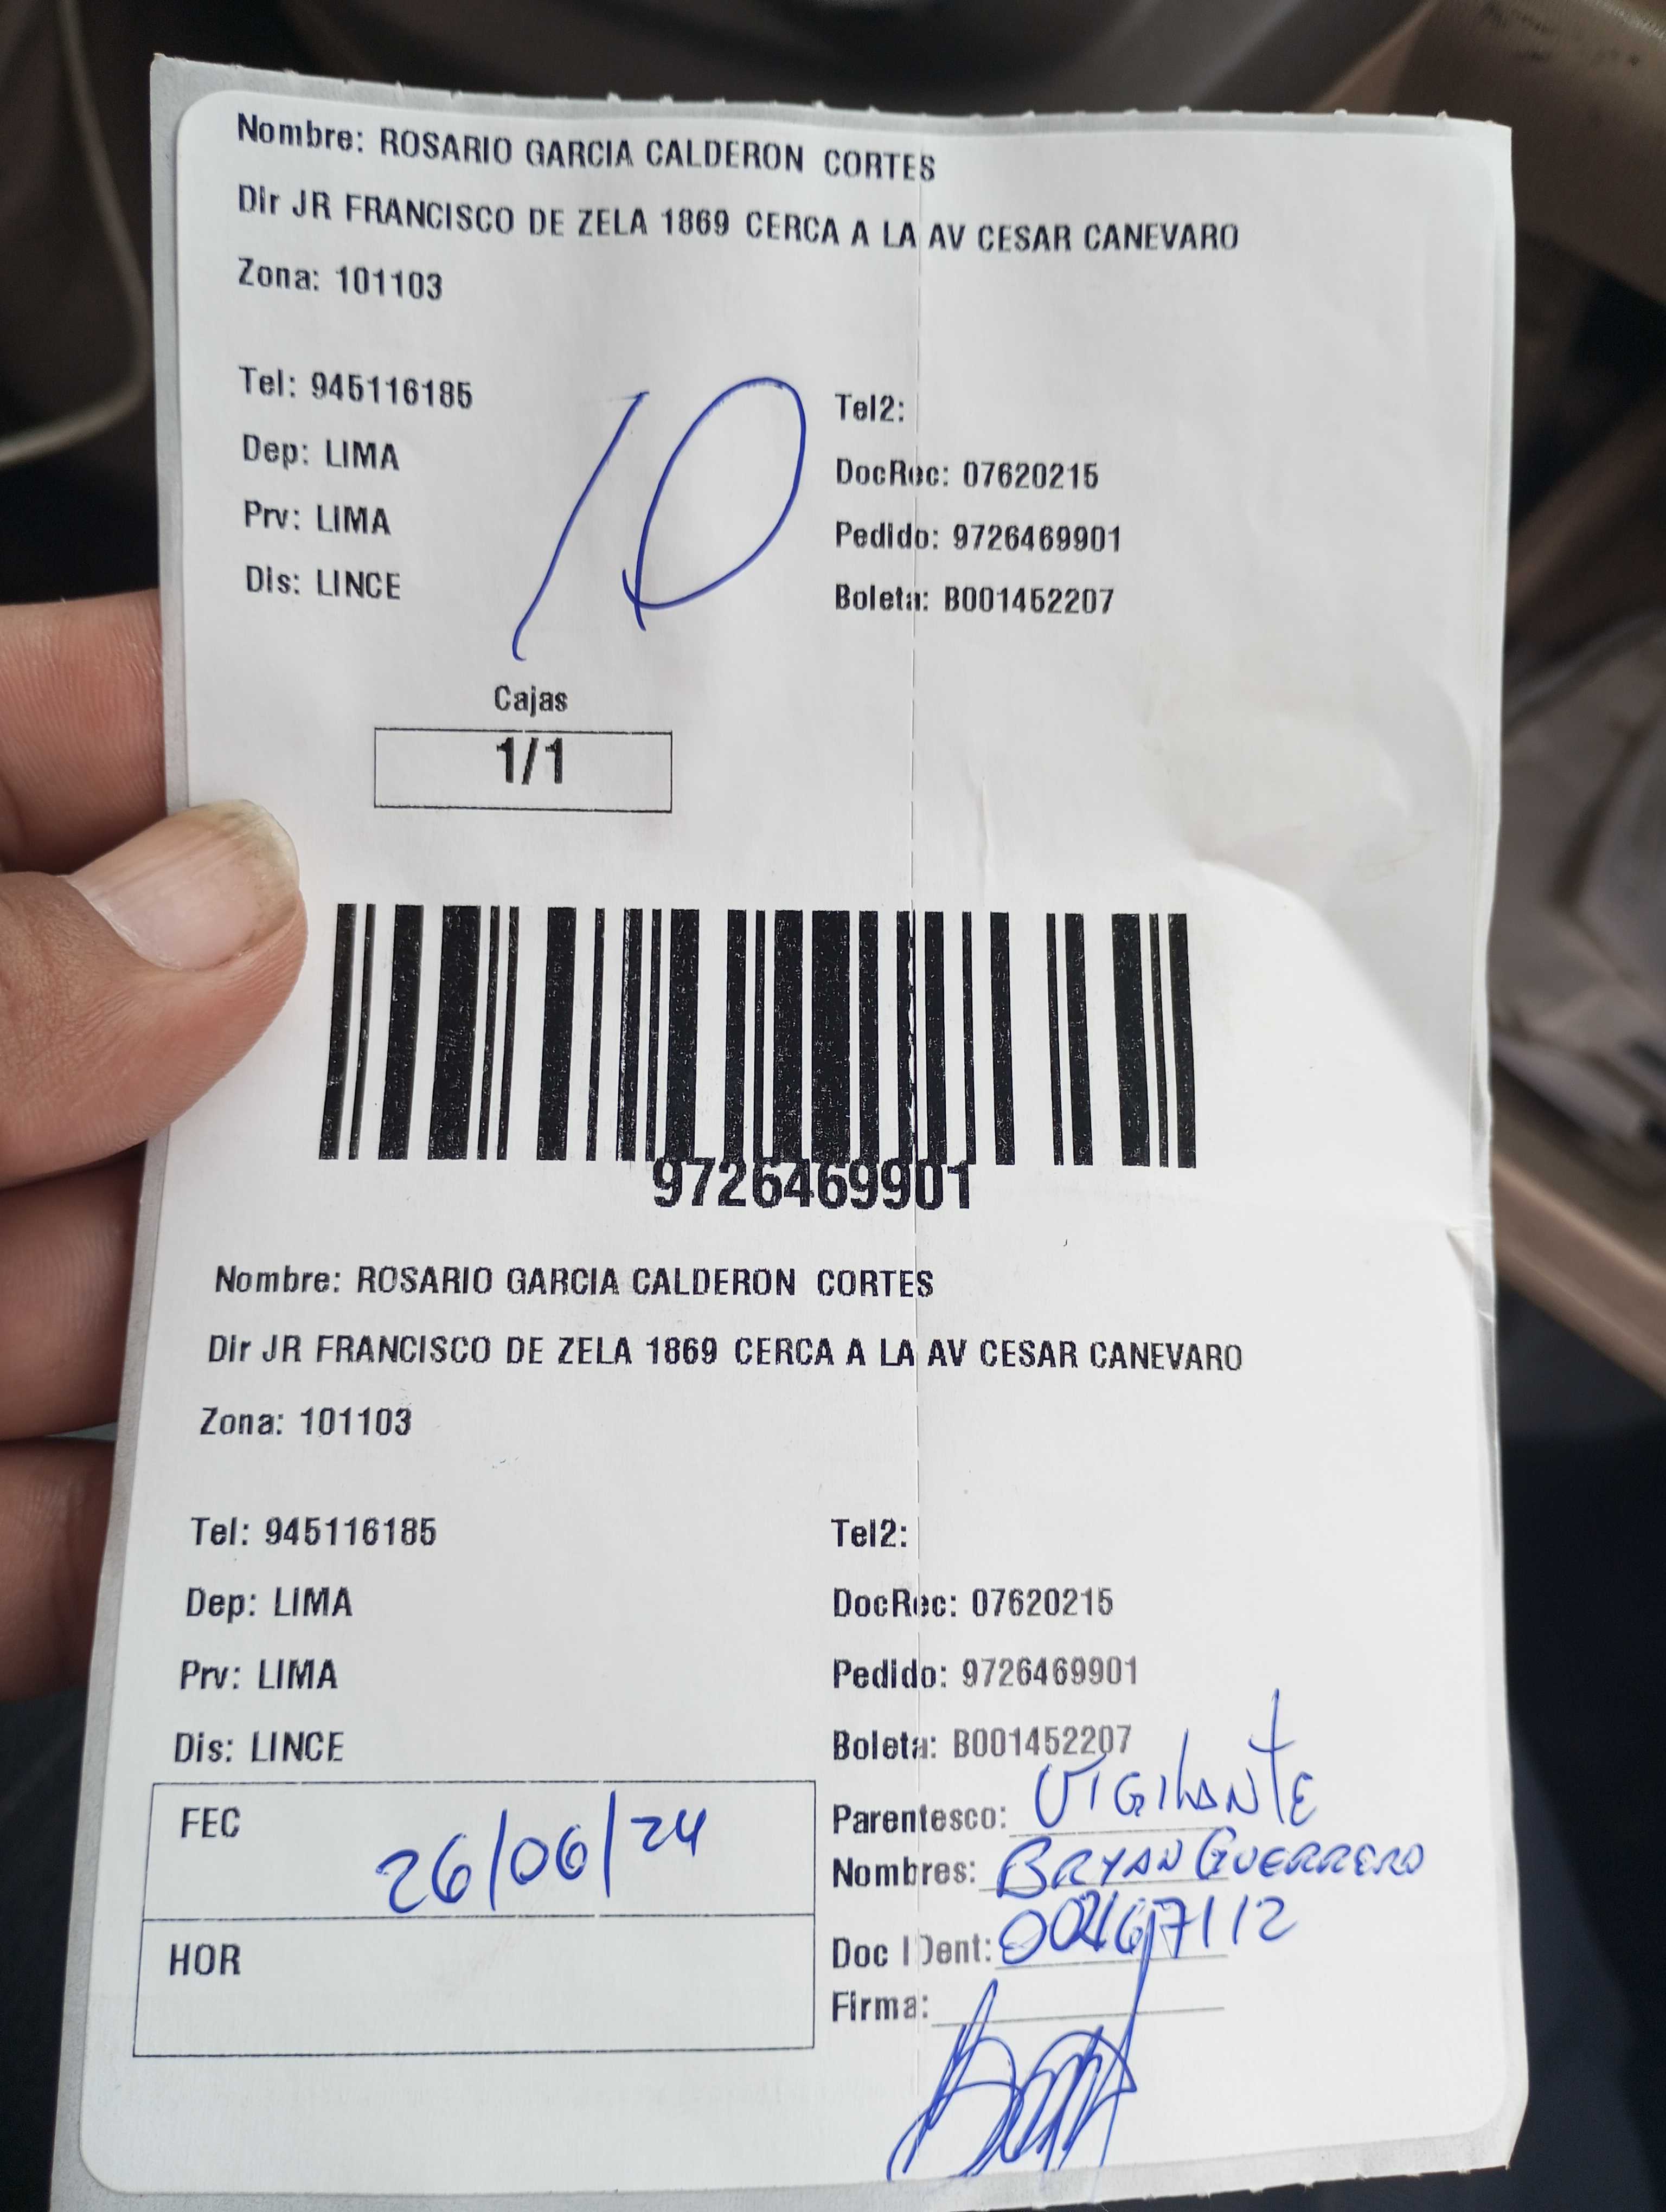 Nombre: ROSARIO GARCIA CALDERON CORTES
Dir JR FRANCISCO DE ZELA 1869 CERCA A LA AV CESAR CANEVARO
Zona: 101103
Tel: 945116185
Tel2:
Dep: LIMA
DocRec: 07620215
Prv: LIMA
Pedido: 9726469901
Dis: LINCE
Boleta: B001452207
10
Cajas
1/1
9726469901
Nombre: ROSARIO GARCIA CALDERON CORTES
Dir JR FRANCISCO DE ZELA 1869 CERCA A LA AV CESAR CANEVARO
Zona: 101103
Tel: 945116185
Tel2:
Dep: LIMA
DocRec: 07620215
Prv: LIMA
Pedido: 9726469901
Dis: LINCE
Boleta: B001452207
FEC 26/06/24
HOR
Parentesco: VIGILANTE
Nombres: BRYAN GUERRERO
Doc IDent:
Firma: